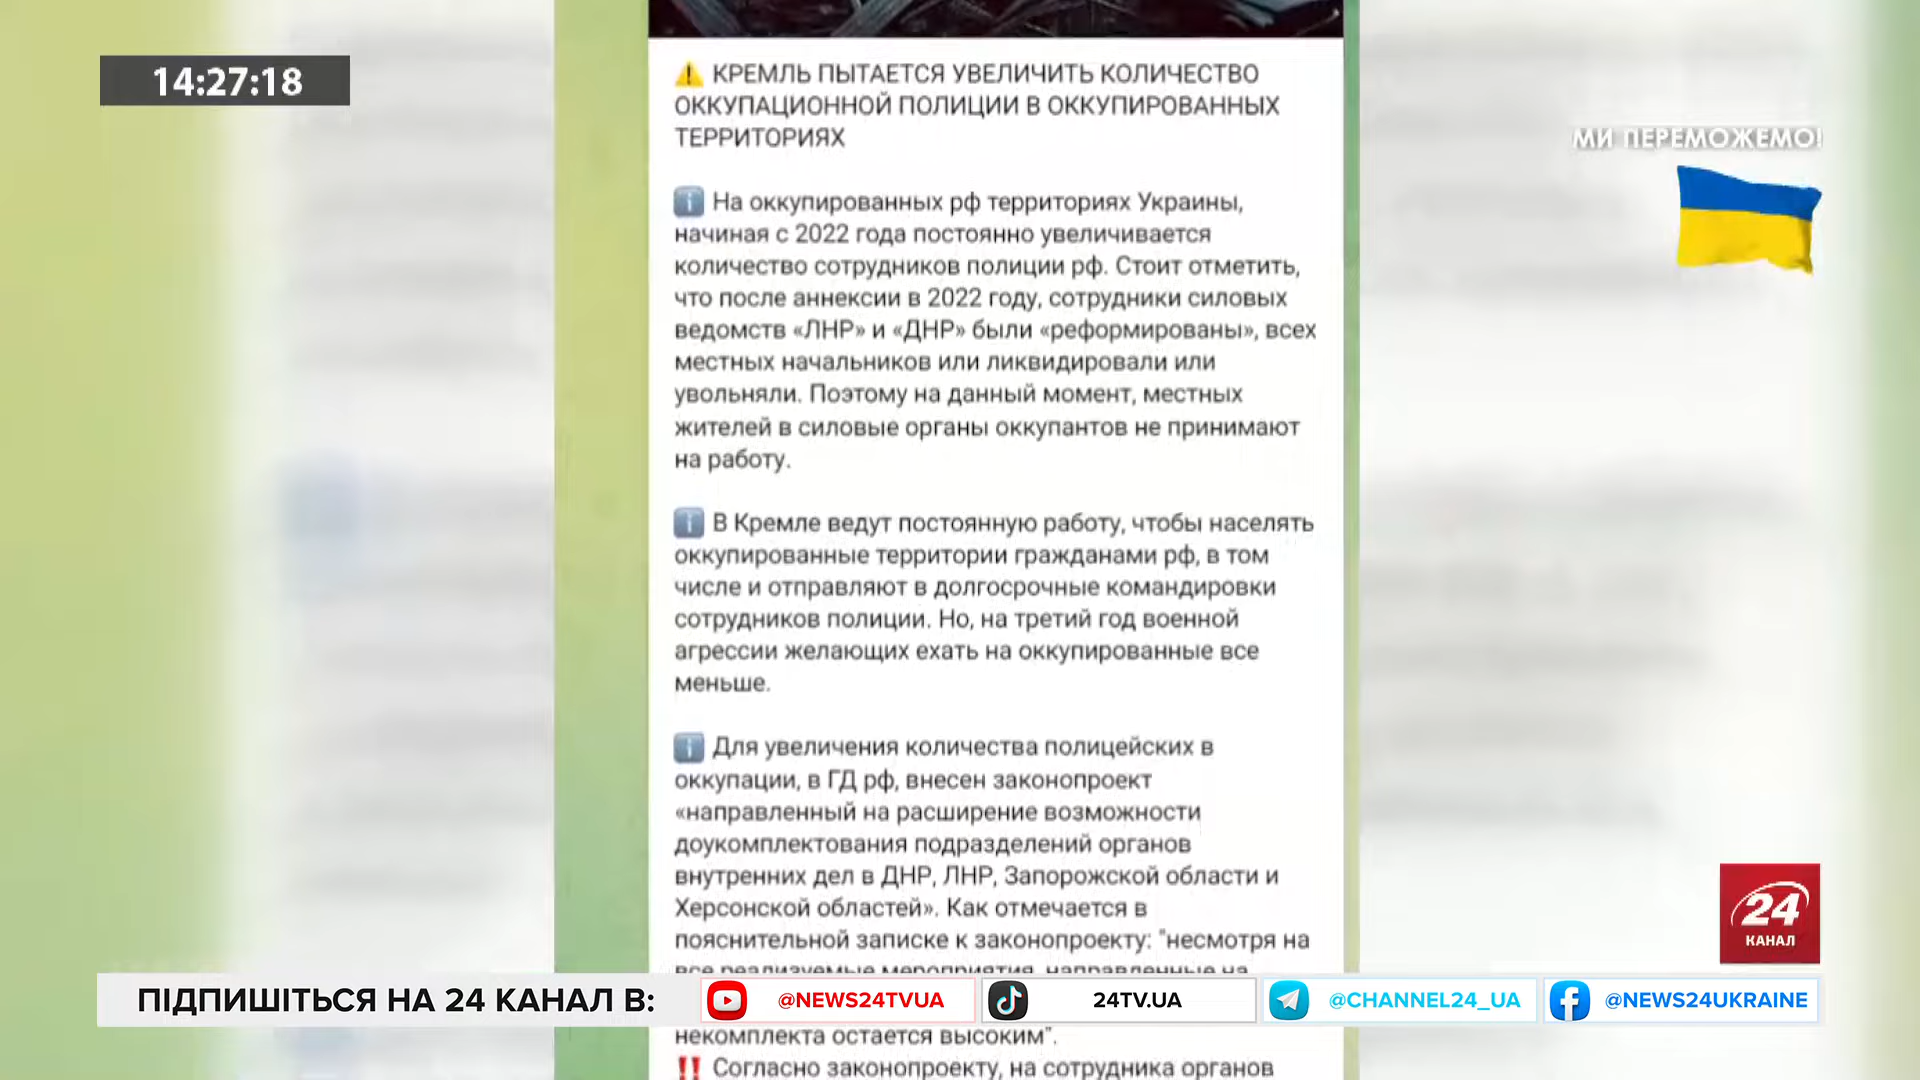 14:27:18
⚠️ КРЕМЛЬ ПЫТАЕТСЯ УВЕЛИЧИТЬ КОЛИЧЕСТВО
ОККУПАЦИОННОЙ ПОЛИЦИИ В ОККУПИРОВАННЫХ
ТЕРРИТОРИЯХ
МИ ПЕРЕМОЖЕМО!
ℹ️ На оккупированных рф территориях Украины,
начиная с 2022 года постоянно увеличивается
количество сотрудников полиции рф. Стоит отметить,
что после аннексии в 2022 году, сотрудники силовых
ведомств «ЛНР» и «ДНР» были «реформированы», всех
местных начальников или ликвидировали или
увольняли. Поэтому на данный момент, местных
жителей в силовые органы оккупантов не принимают
на работу.
ℹ️ В Кремле ведут постоянную работу, чтобы населять
оккупированные территории гражданами рф, в том
числе и отправляют в долгосрочные командировки
сотрудников полиции. Но, на третий год военной
агрессии желающих ехать на оккупированные все
меньше.
ℹ️ Для увеличения количества полицейских в
оккупации, в ГД рф, внесен законопроект
«направленный на расширение возможности
доукомплектования подразделений органов
внутренних дел в ДНР, ЛНР, Запорожской области и
Херсонской областей». Как отмечается в
пояснительной записке к законопроекту: "несмотря на
все реализуемые мероприятия, направленные на
24
КАНАЛ
ПІДПИШІТЬСЯ НА 24 КАНАЛ В:
@NEWS24TVUA
24TV.UA
@CHANNEL24_UA
@NEWS24UKRAINE
некомплекта остается высоким".
‼️ Согласно законопроекту, на сотрудника органов